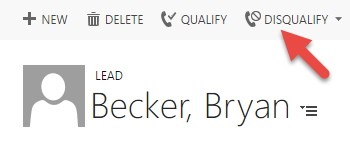 NEW DELETE QUALIFY DISQUALIFY
LEAD
Becker, Bryan